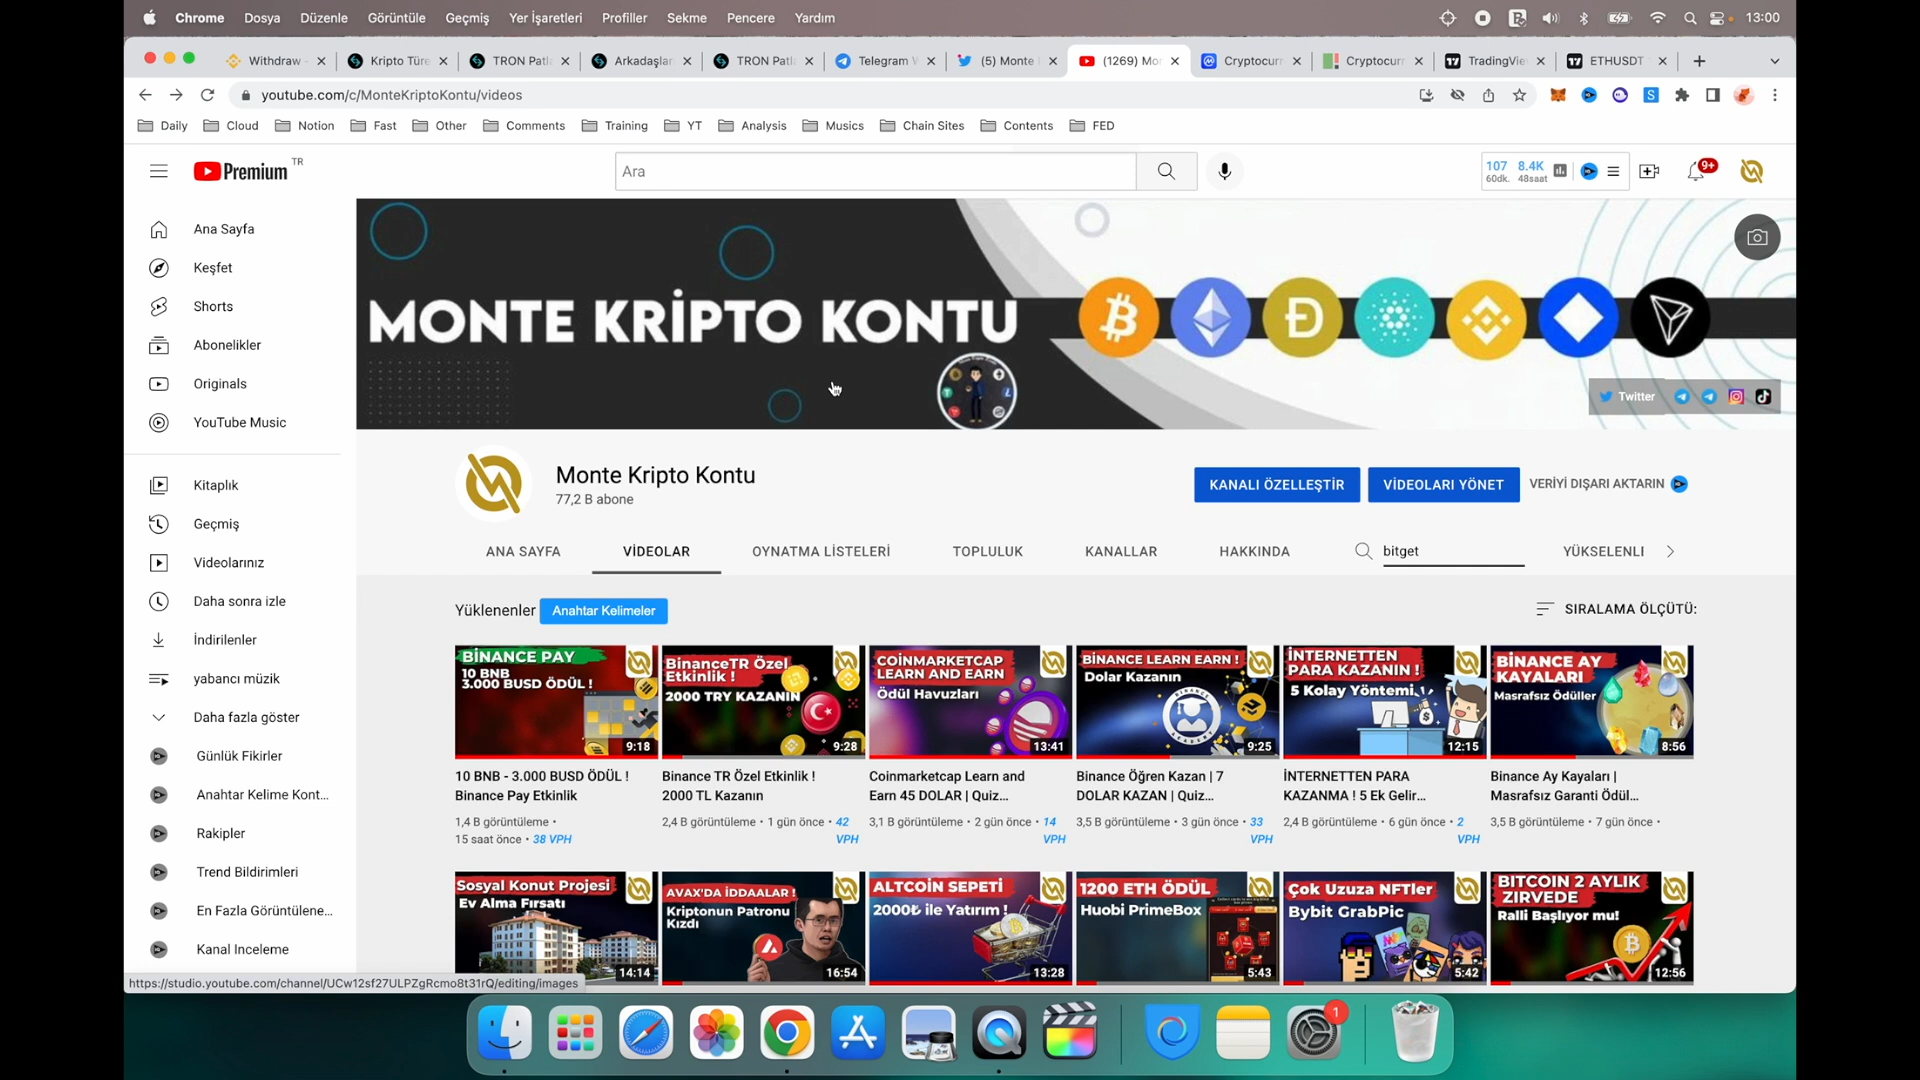 Chrome Dosya Düzenle Görüntüle Geçmiş Yer İşaretleri Profiller Sekme Pencere Yardım 13:00
Withdraw - Kripto Türe TRON Patla Arkadaşlar TRON Patla Telegram W (5) Monte (1269) Mon Cryptocurr Cryptocurr TradingVie ETHUSDT
youtube.com/c/MonteKriptoKontu/videos
Daily Cloud Notion Fast Other Comments Training YT Analysis Musics Chain Sites Contents FED
Premium TR
Ara
107 8.4K
60dk. 48saat
9+
Ana Sayfa
Keşfet
Shorts
Abonelikler
Originals
YouTube Music
Kitaplık
Geçmiş
Videolarınız
Daha sonra izle
İndirilenler
yabancı müzik
Daha fazla göster
Günlük Fikirler
Anahtar Kelime Kont...
Rakipler
Trend Bildirimleri
En Fazla Görüntülene...
Kanal Inceleme
MONTE KRİPTO KONTU
Twitter
Monte Kripto Kontu
77,2 B abone
KANALI ÖZELLEŞTİR VİDEOLARI YÖNET VERİYİ DIŞARI AKTARIN
ANA SAYFA VİDEOLAR OYNATMA LİSTELERİ TOPLULUK KANALLAR HAKKINDA bitget YÜKSELENLİ
Yüklenenler Anahtar Kelimeler SIRALAMA ÖLÇÜTÜ:
BİNANCE PAY
10 BNB
3.000 BUSD ÖDÜL !
9:18
10 BNB - 3.000 BUSD ÖDÜL !
Binance Pay Etkinlik
1,4 B görüntüleme •
15 saat önce • 38 VPH
BinanceTR Özel
Etkinlik !
2000 TRY KAZANIN
9:28
Binance TR Özel Etkinlik !
2000 TL Kazanın
2,4 B görüntüleme • 1 gün önce • 42
VPH
COİNMARKETCAP
LEARN AND EARN
Ödül Havuzları
13:41
Coinmarketcap Learn and
Earn 45 DOLAR | Quiz...
3,1 B görüntüleme • 2 gün önce • 14
VPH
BİNANCE LEARN EARN !
Dolar Kazanın
9:25
Binance Öğren Kazan | 7
DOLAR KAZAN | Quiz...
3,5 B görüntüleme • 3 gün önce • 33
VPH
İNTERNETTEN
PARA KAZANIN !
5 Kolay Yöntemi
12:15
İNTERNETTEN PARA
KAZANMA ! 5 Ek Gelir...
2,4 B görüntüleme • 6 gün önce • 2
VPH
BİNANCE AY
KAYALARI
Masrafsız Ödüller
8:56
Binance Ay Kayaları |
Masrafsız Garanti Ödül...
3,5 B görüntüleme • 7 gün önce •
Sosyal Konut Projesi
Ev Alma Fırsatı
14:14
AVAX'DA İDDAALAR !
Kriptonun Patronu
Kızdı
16:54
ALTCOİN SEPETİ
2000₺ ile Yatırım !
13:28
1200 ETH ÖDÜL
Huobi PrimeBox
5:43
Çok Uzuza NFTler
Bybit GrabPic
5:42
BITCOIN 2 AYLIK
ZIRVEDE
Ralli Başlıyor mu!
12:56
https://studio.youtube.com/channel/UCw12sf27ULPZgRcmo8t31rQ/editing/images
1